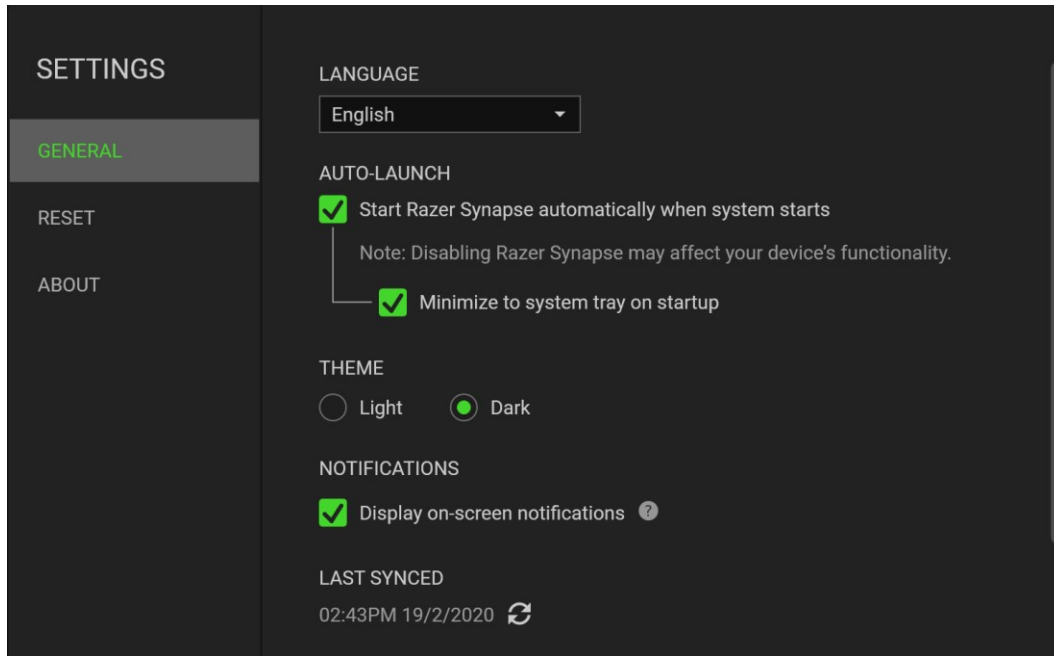 SETTINGS
GENERAL
RESET
ABOUT
LANGUAGE
English
AUTO-LAUNCH
Start Razer Synapse automatically when system starts
Note: Disabling Razer Synapse may affect your device’s functionality.
Minimize to system tray on startup
THEME
Light
Dark
NOTIFICATIONS
Display on-screen notifications ?
LAST SYNCED
02:43PM 19/2/2020